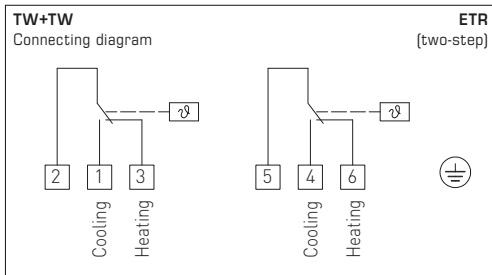 TW+TW ETR
Connecting diagram (two-step)
ϑ ϑ
2 1 3 5 4 6
Cooling Heating Cooling Heating